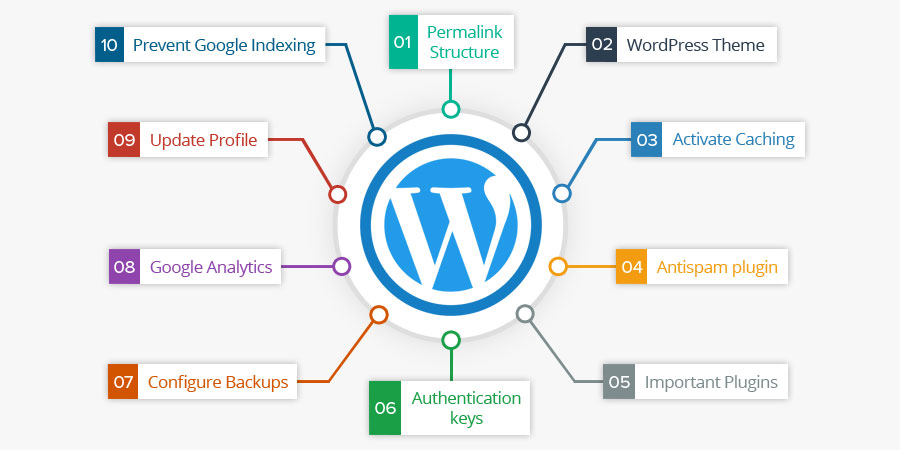 01 Permalink
Structure
02 WordPress Theme
03 Activate Caching
04 Antispam plugin
05 Important Plugins
06 Authentication
keys
07 Configure Backups
08 Google Analytics
09 Update Profile
10 Prevent Google Indexing
W